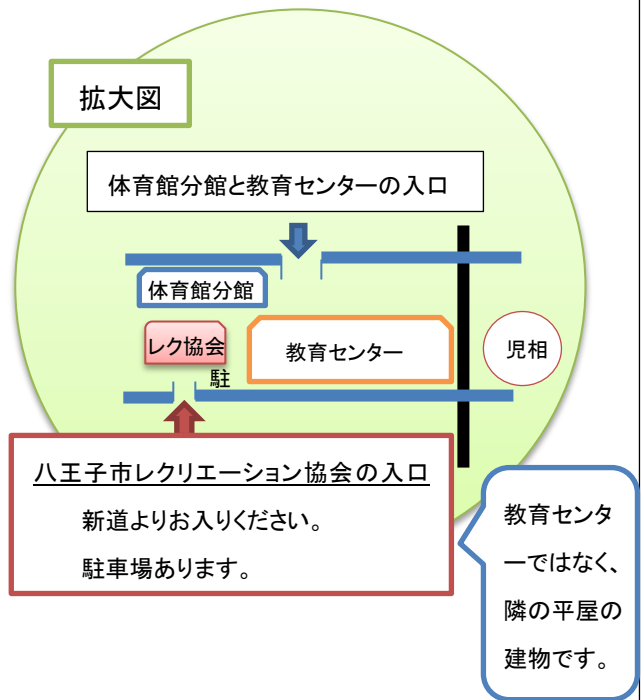 拡大図
体育館分館と教育センターの入口
体育館分館
レク協会
教育センター
児相
駐
八王子市レクリエーション協会の入口
新道よりお入りください。
駐車場あります。
教育センタ
ーではなく、
隣の平屋の
建物です。